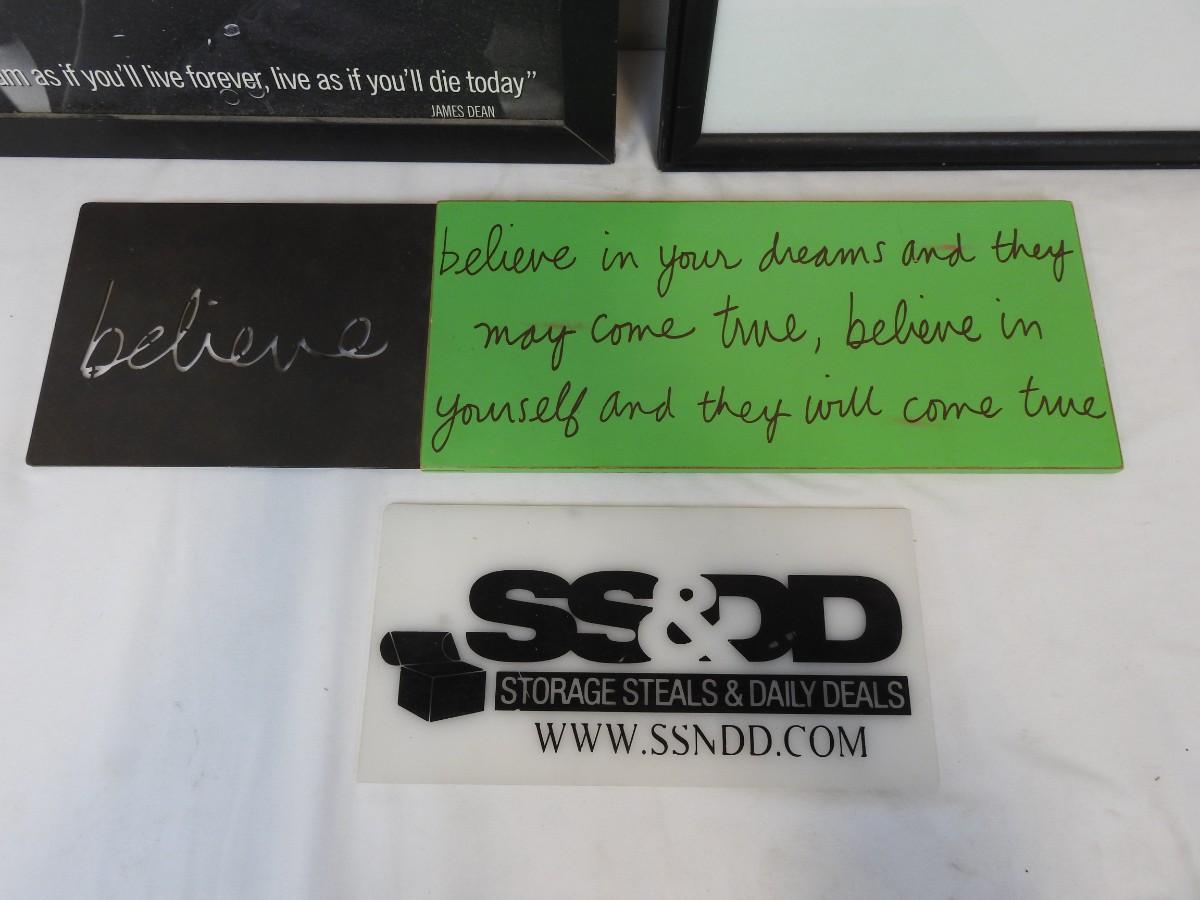 as if you'll live forever, live as if you'll die today"
JAMES DEAN
believe
believe in your dreams and they
may come true, believe in
yourself and they will come true
SS&DD
STORAGE STEALS & DAILY DEALS
WWW.SSNDD.COM